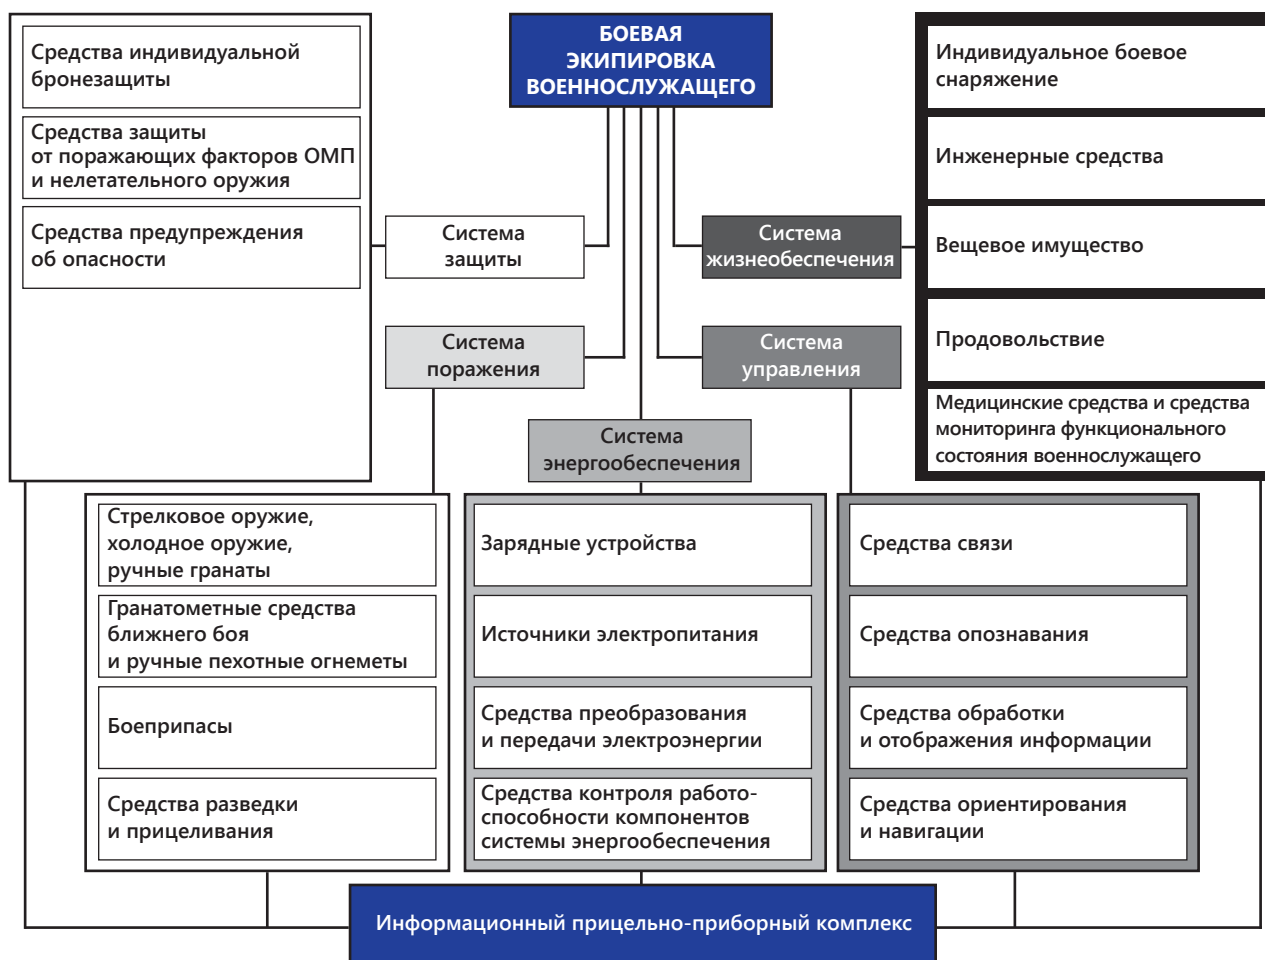 БОЕВАЯ
ЭКИПИРОВКА
ВОЕННОСЛУЖАЩЕГО
Средства индивидуальной
бронезащиты
Средства защиты
от поражающих факторов ОМП
и нелетательного оружия
Средства предупреждения
об опасности
Система
защиты
Система
жизнеобеспечения
Индивидуальное боевое
снаряжение
Инженерные средства
Вещевое имущество
Продовольствие
Медицинские средства и средства
мониторинга функционального
состояния военнослужащего
Система
поражения
Система
управления
Система
энергообеспечения
Стрелковое оружие,
холодное оружие,
ручные гранаты
Гранатометные средства
ближнего боя
и ручные пехотные огнеметы
Боеприпасы
Средства разведки
и прицеливания
Зарядные устройства
Источники электропитания
Средства преобразования
и передачи электроэнергии
Средства контроля работо-
способности компонентов
системы энергообеспечения
Средства связи
Средства опознавания
Средства обработки
и отображения информации
Средства ориентирования
и навигации
Информационный прицельно-приборный комплекс